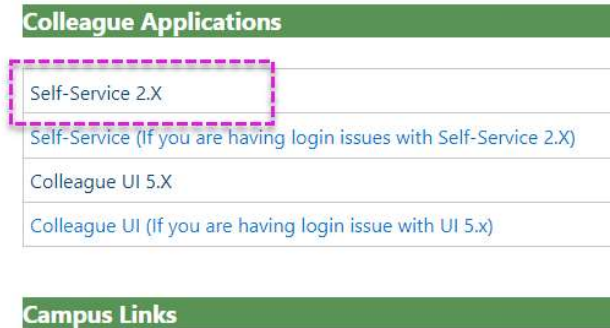 Colleague Applications
Self-Service 2.X
Self-Service (If you are having login issues with Self-Service 2.X)
Colleague UI 5.X
Colleague UI (If you are having login issue with UI 5.x)
Campus Links